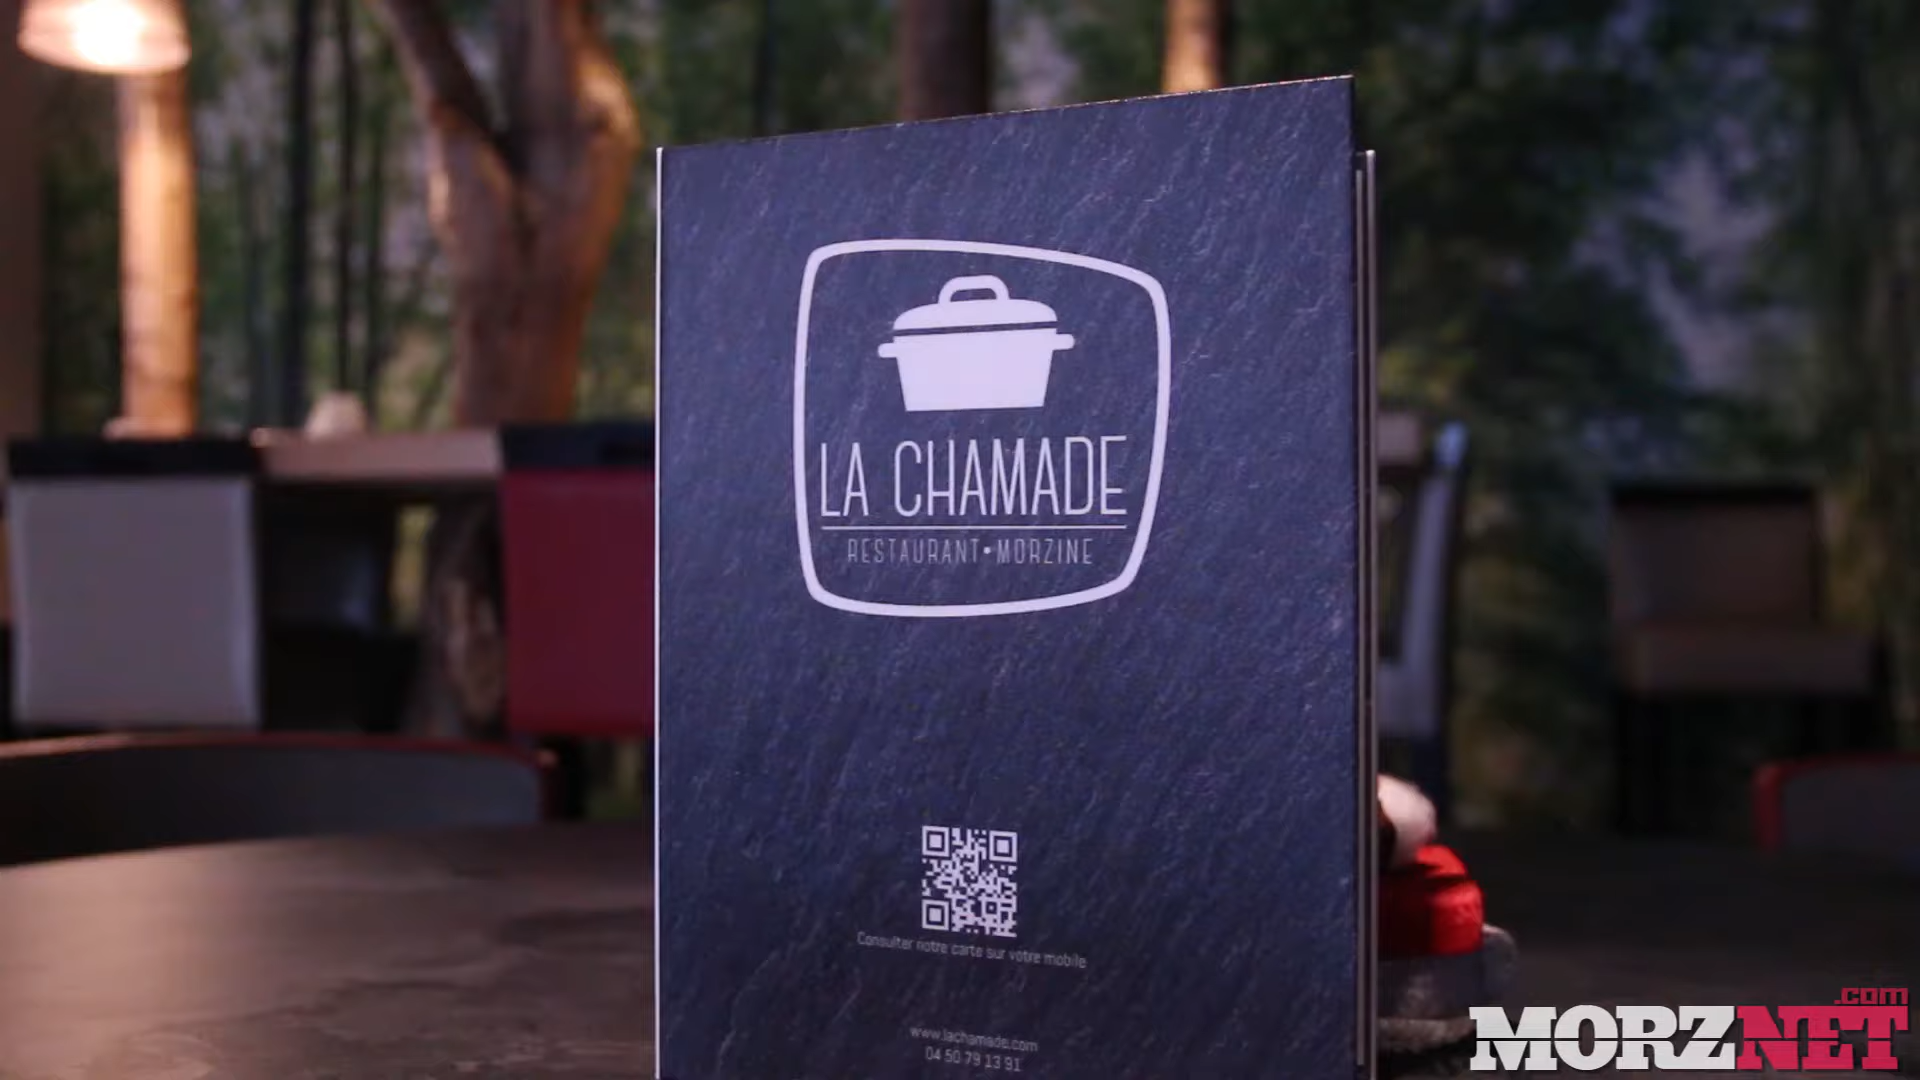 LA CHAMADE
RESTAURANT•MORZINE
Consulter notre carte sur votre mobile
www.lachamade.com
04 50 79 13 91
MORZNET.com